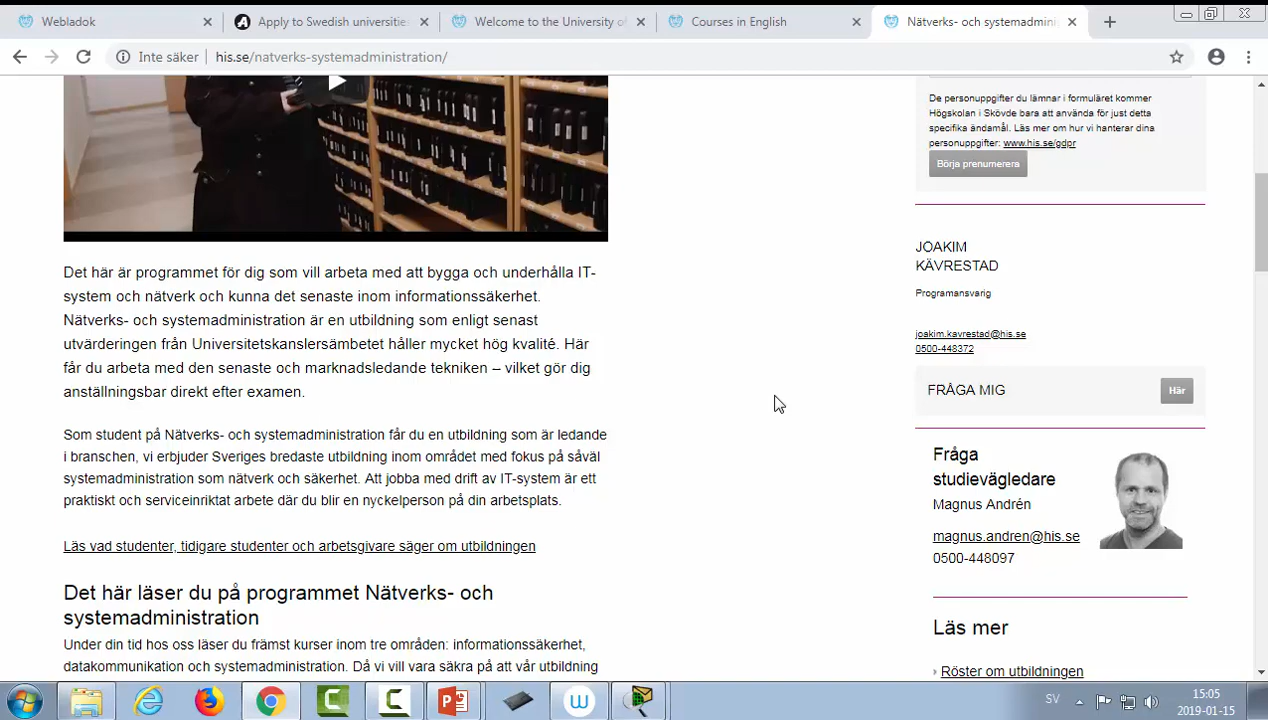 Webladok
Apply to Swedish universitie
Welcome to the University o
Courses in English
Nätverks- och systemadmini
Inte säker
his.se/natverks-systemadministration/
Det här är programmet för dig som vill arbeta med att bygga och underhålla IT-
system och nätverk och kunna det senaste inom informationssäkerhet.
Nätverks- och systemadministration är en utbildning som enligt senast
utvärderingen från Universitetskanslersämbetet håller mycket hög kvalité. Här
får du arbeta med den senaste och marknadsledande tekniken – vilket gör dig
anställningsbar direkt efter examen.
Som student på Nätverks- och systemadministration får du en utbildning som är ledande
i branschen, vi erbjuder Sveriges bredaste utbildning inom området med fokus på såväl
systemadministration som nätverk och säkerhet. Att jobba med drift av IT-system är ett
praktiskt och serviceinriktat arbete där du blir en nyckelperson på din arbetsplats.
Läs vad studenter, tidigare studenter och arbetsgivare säger om utbildningen
Det här läser du på programmet Nätverks- och
systemadministration
Under din tid hos oss läser du främst kurser inom tre områden: informationssäkerhet,
datakommunikation och systemadministration. Då vi vill vara säkra på att vår utbildning
De personuppgifter du lämnar i formuläret kommer
Högskolan i Skövde bara att använda för just detta
specifika ändamål. Läs mer om hur vi hanterar dina
personuppgifter: www.his.se/gdpr
Börja prenumerera
JOAKIM
KÄVRESTAD
Programansvarig
joakim.kavrestad@his.se
0500-448372
FRÅGA MIG
Här
Fråga
studievägledare
Magnus Andrén
magnus.andren@his.se
0500-448097
Läs mer
› Röster om utbildningen
SV
15:05
2019-01-15